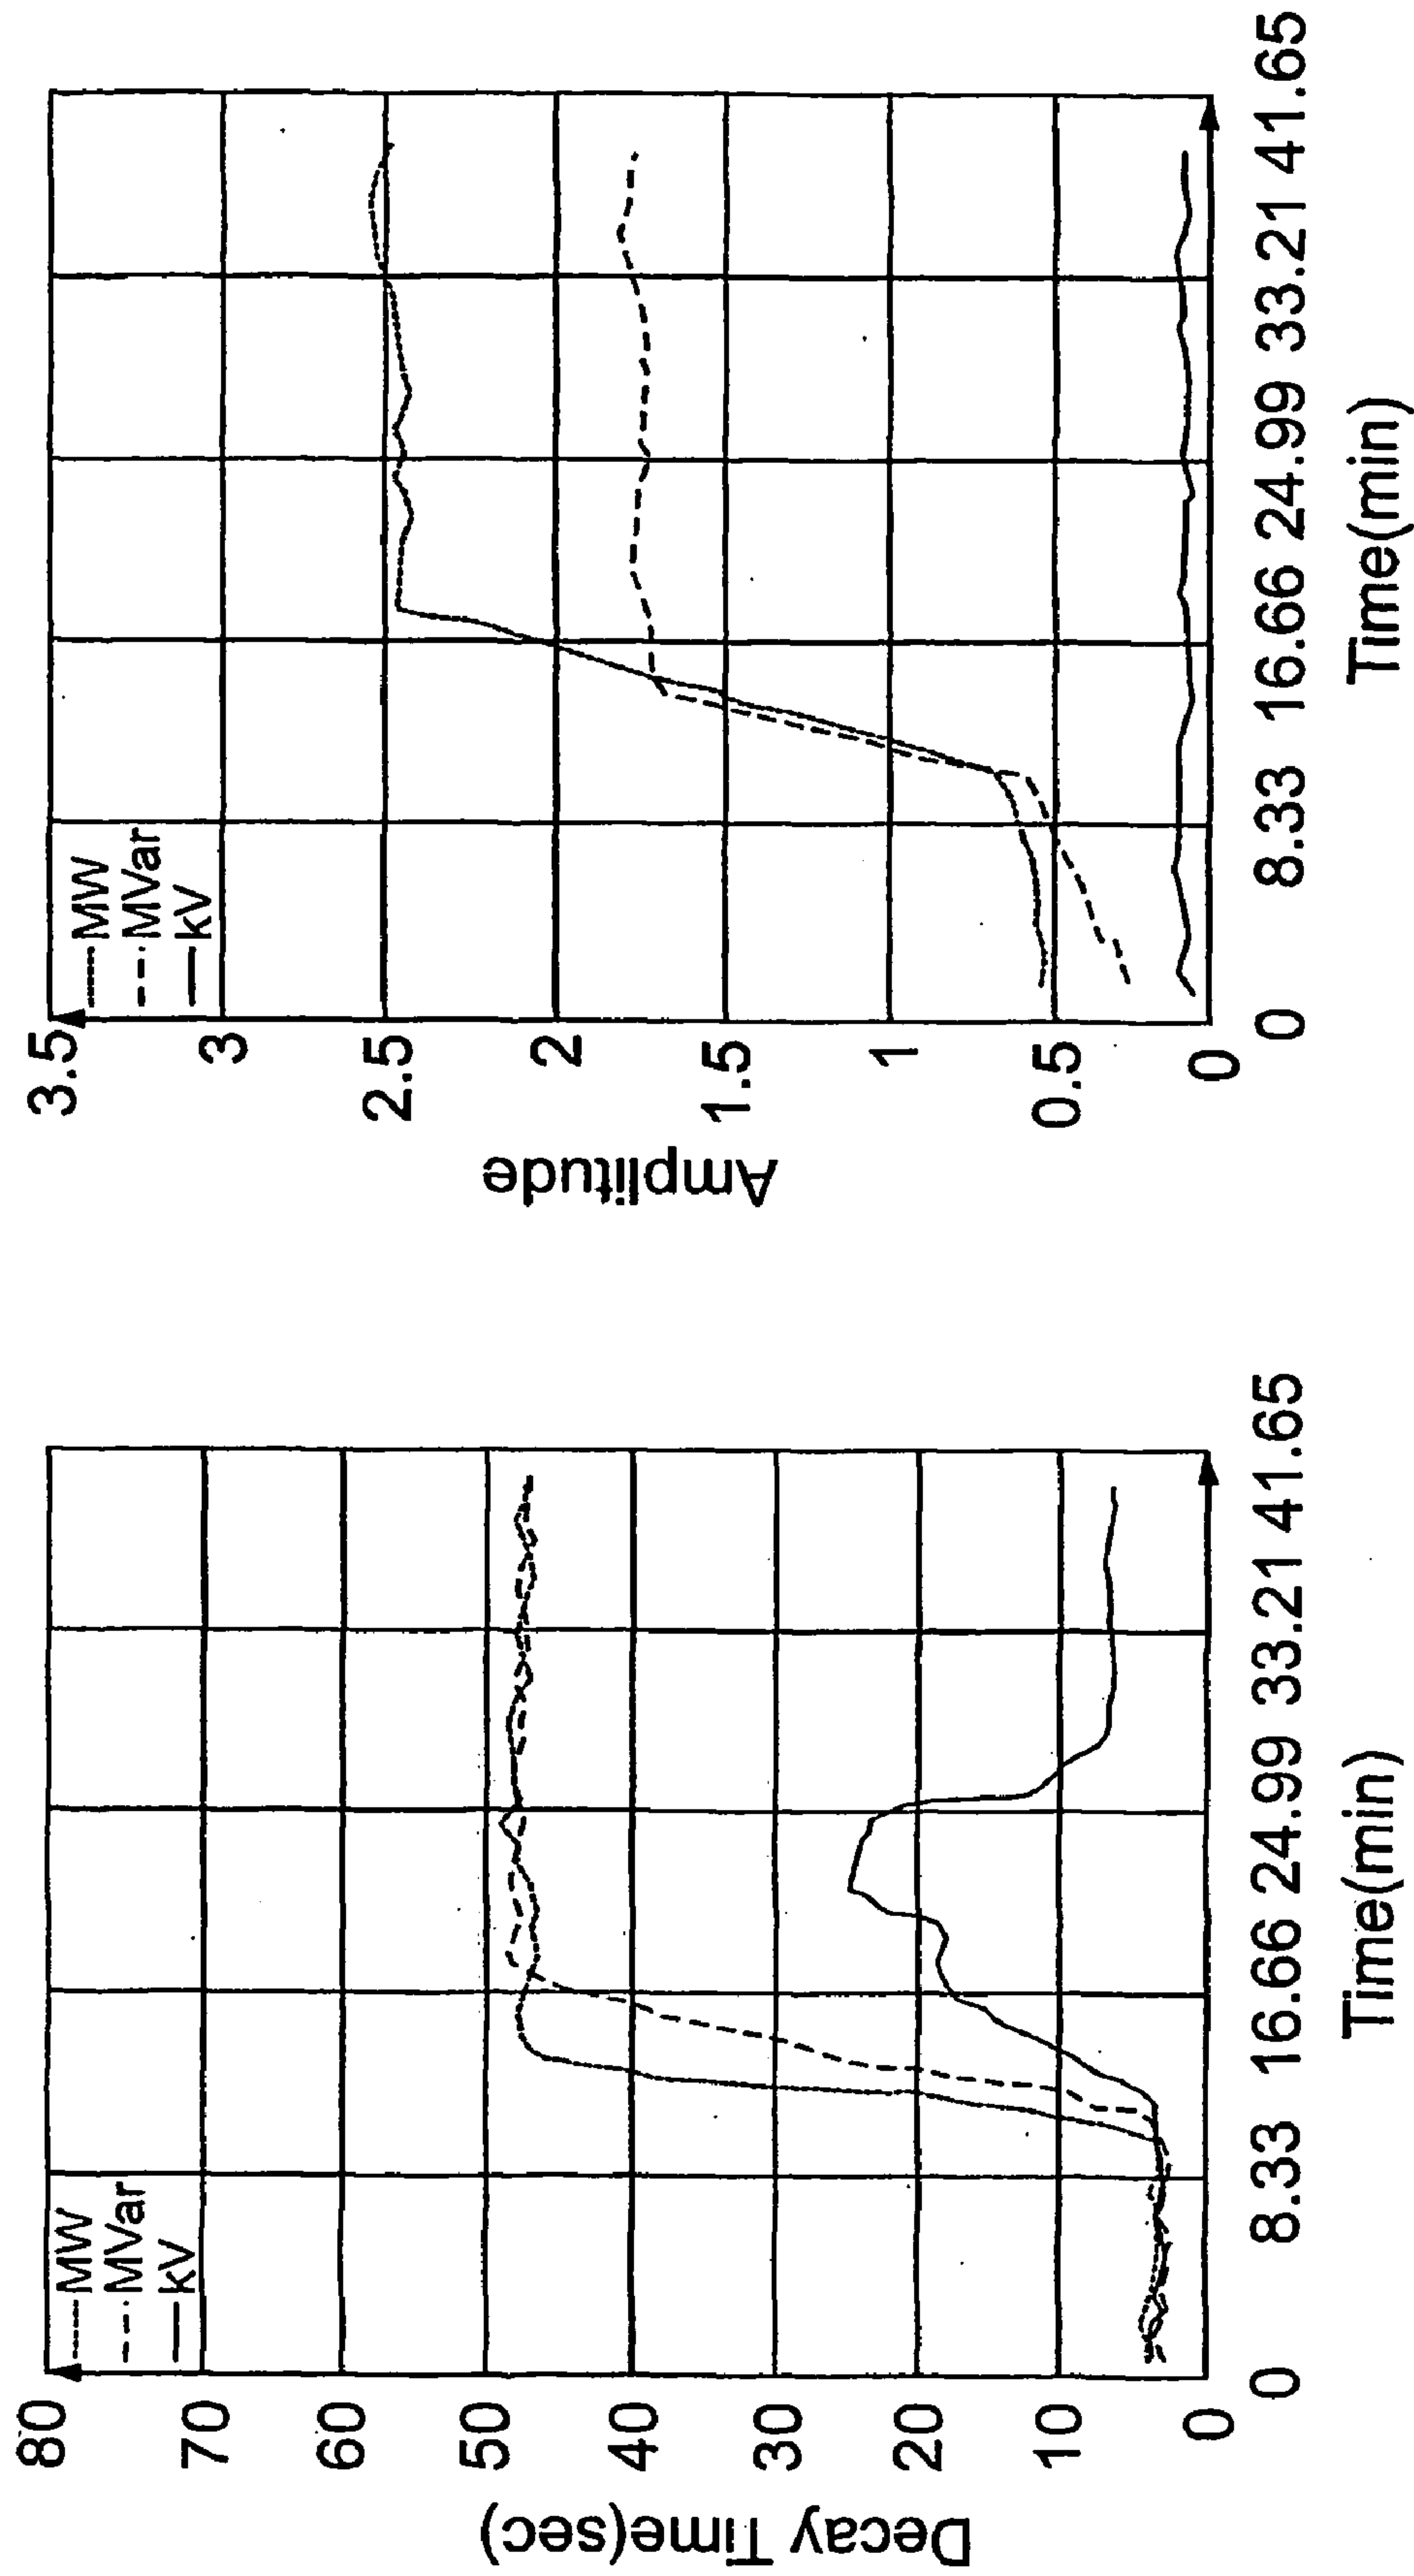 80
70
60
50
40
30
20
10
0
Decay Time(sec)
MW
MVar
kV
0 8.33 16.66 24.99 33.21 41.65
Time(min)
3.5
3
2.5
2
1.5
1
0.5
0
Amplitude
MW
MVar
kV
0 8.33 16.66 24.99 33.21 41.65
Time(min)